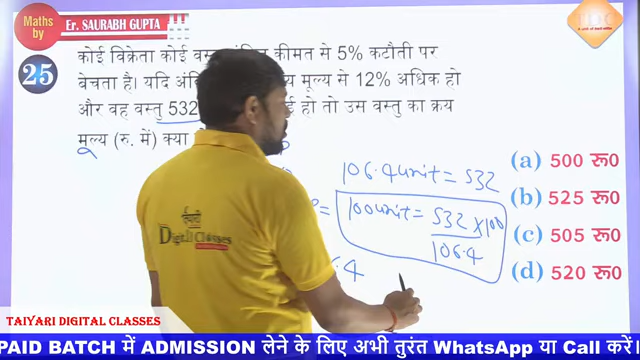 Maths by
Er. SAURABH GUPTA
25
कोई विक्रेता कोई कीमत से 5% कटौती पर
बेचता है। यदि मूल्य से 12% अधिक हो
और वह वस्तु 532 हो तो उस वस्तु का क्रय
मूल्य (रु. में) क्या
106.4 unit = 532
100 unit = 532 × 100
106.4
(a) 500 रू0
(b) 525 रू0
(c) 505 रू0
(d) 520 रू0
Digital Classes
TAIYARI DIGITAL CLASSES
PAID BATCH में ADMISSION लेने के लिए अभी तुरंत WhatsApp या Call करें